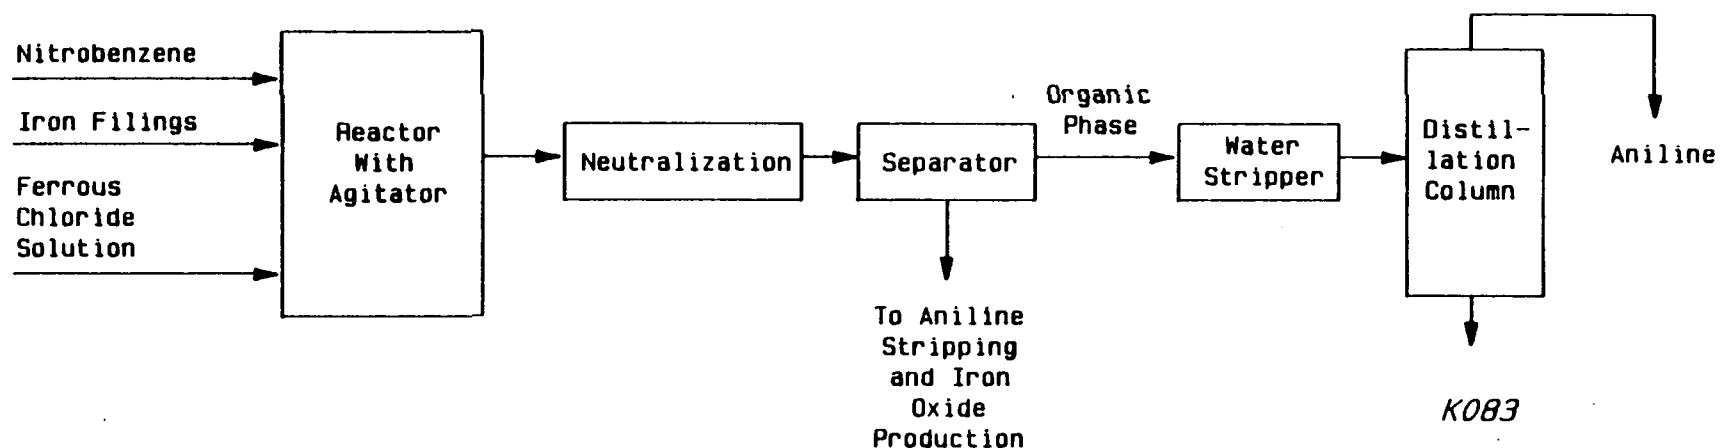 Nitrobenzene
Iron Filings
Ferrous
Chloride
Solution
Reactor
With
Agitator
Neutralization
Separator
Organic
Phase
Water
Stripper
Distil-
lation
Column
Aniline
To Aniline
Stripping
and Iron
Oxide
Production
K083